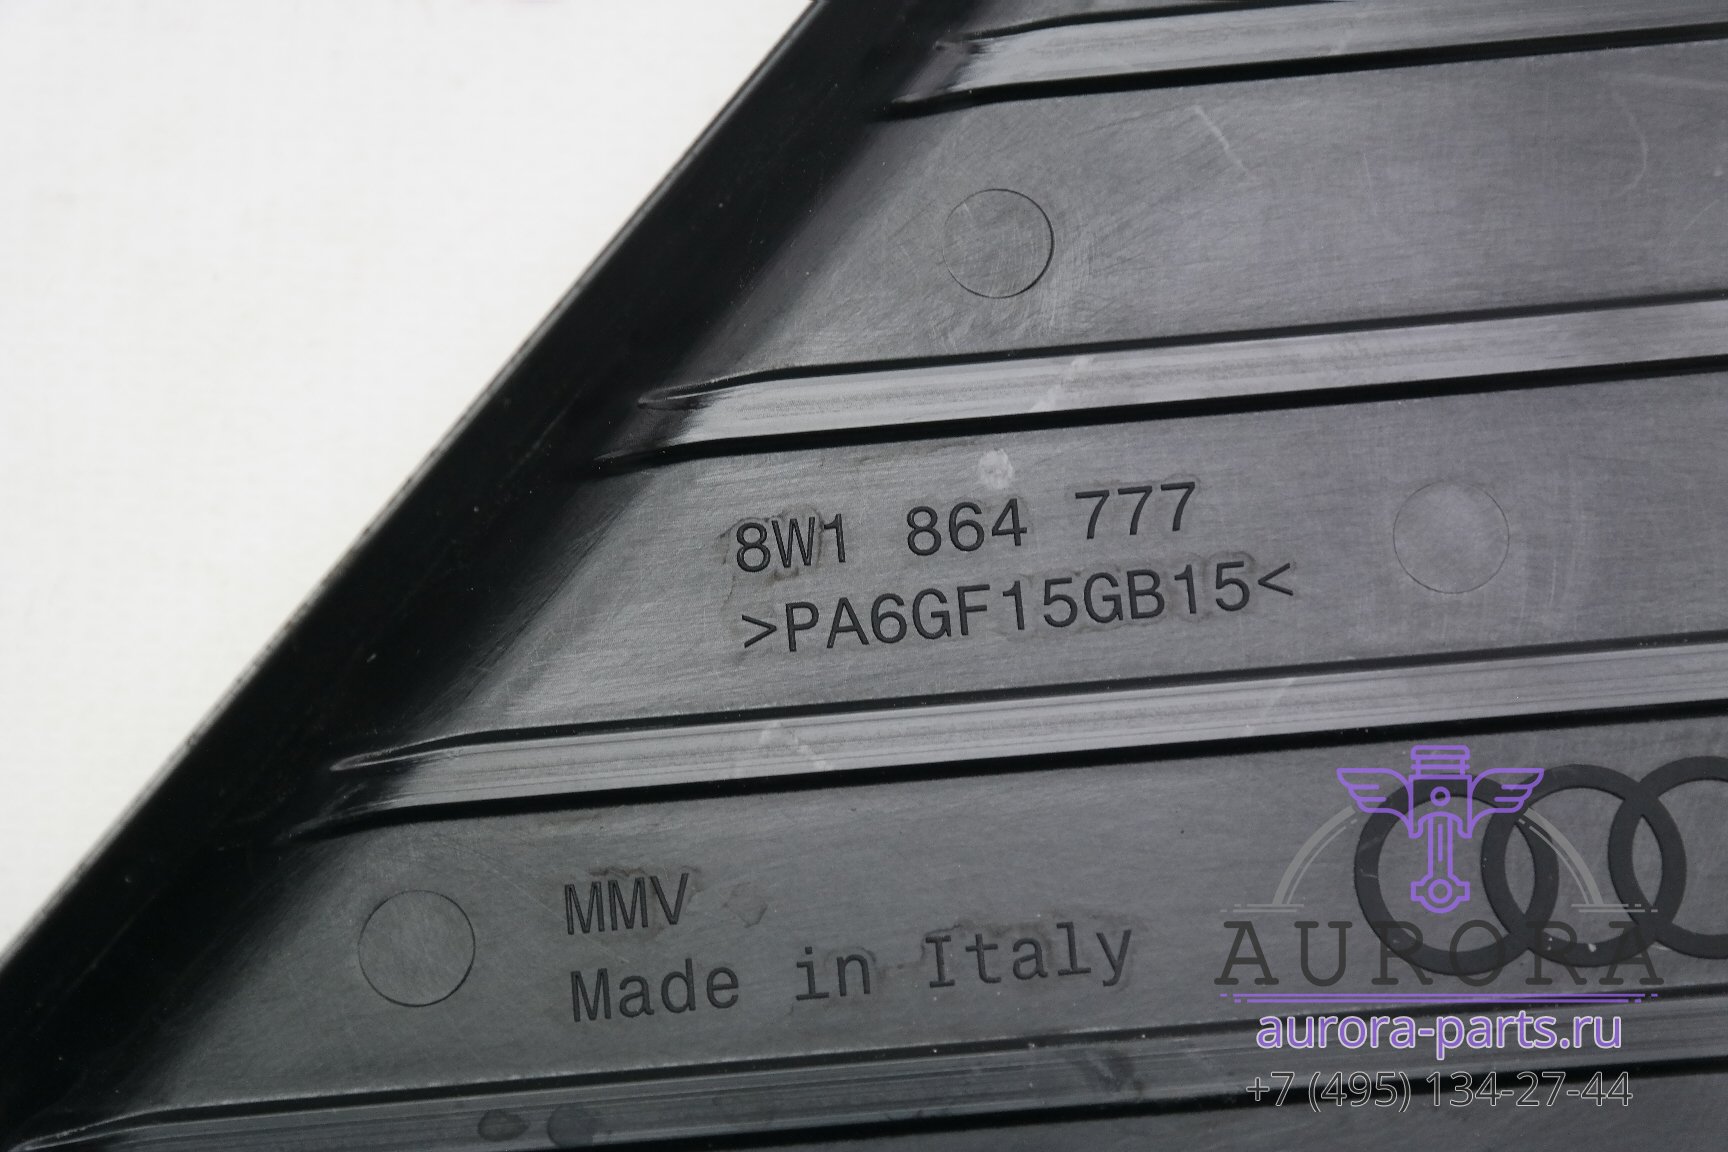 8W1 864 777
>PA6GF15GB15<
MMV
Made in Italy
AURORA
aurora-parts.ru
+7 (495) 134-27-44